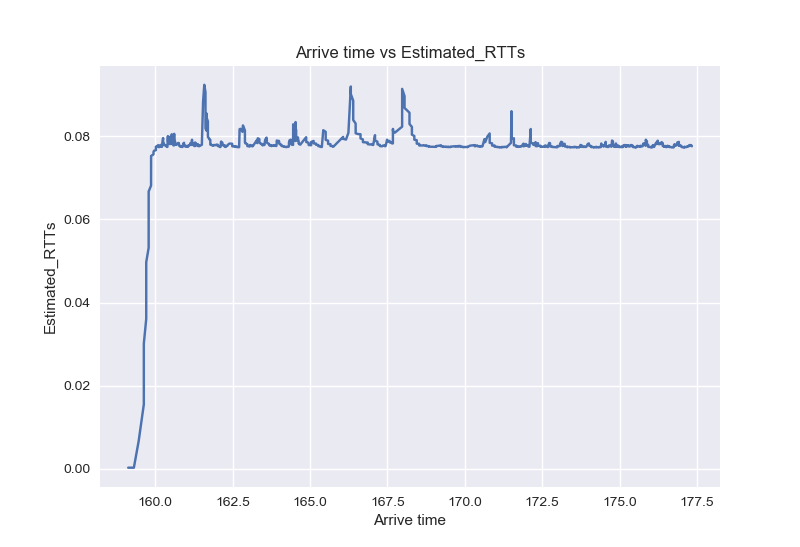 Arrive time vs Estimated_RTTs
0.08
0.06
0.04
0.02
0.00
Estimated_RTTs
160.0 162.5 165.0 167.5 170.0 172.5 175.0 177.5
Arrive time